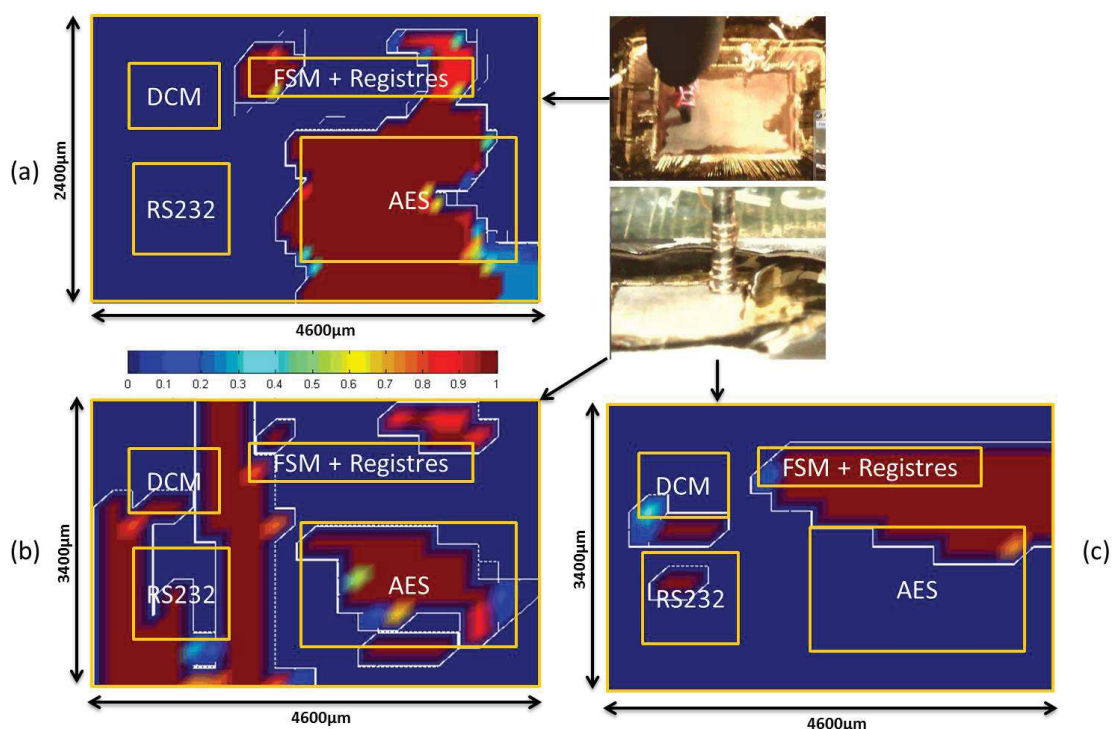 (a)
2400µm
DCM
FSM + Registres
RS232
AES
4600µm
0 0.1 0.2 0.3 0.4 0.5 0.6 0.7 0.8 0.9 1
(b)
3400µm
DCM
FSM + Registres
RS232
AES
4600µm
3400µm
DCM
FSM + Registres
RS232
AES
(c)
4600µm